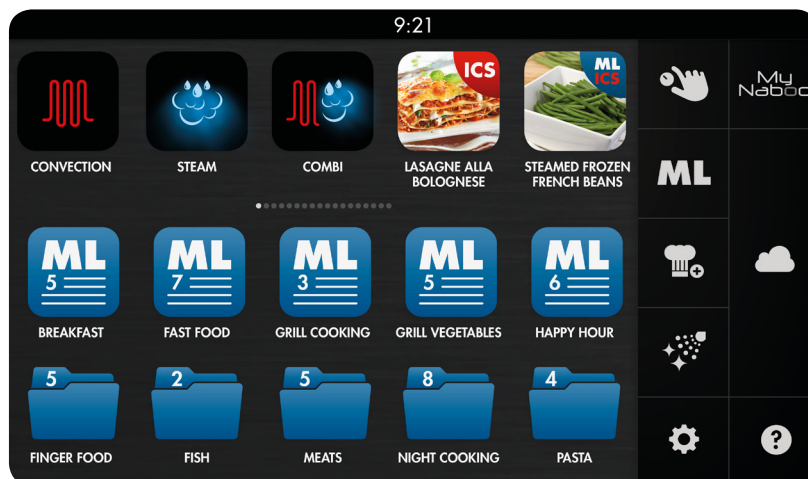 9:21
ICS
ML
ICS
CONVECTION
STEAM
COMBI
LASAGNE ALLA
BOLOGNESE
STEAMED FROZEN
FRENCH BEANS
My
Naboo
ML
ML
5
ML
7
ML
3
ML
5
ML
6
BREAKFAST
FAST FOOD
GRILL COOKING
GRILL VEGETABLES
HAPPY HOUR
5
2
5
8
4
FINGER FOOD
FISH
MEATS
NIGHT COOKING
PASTA
?